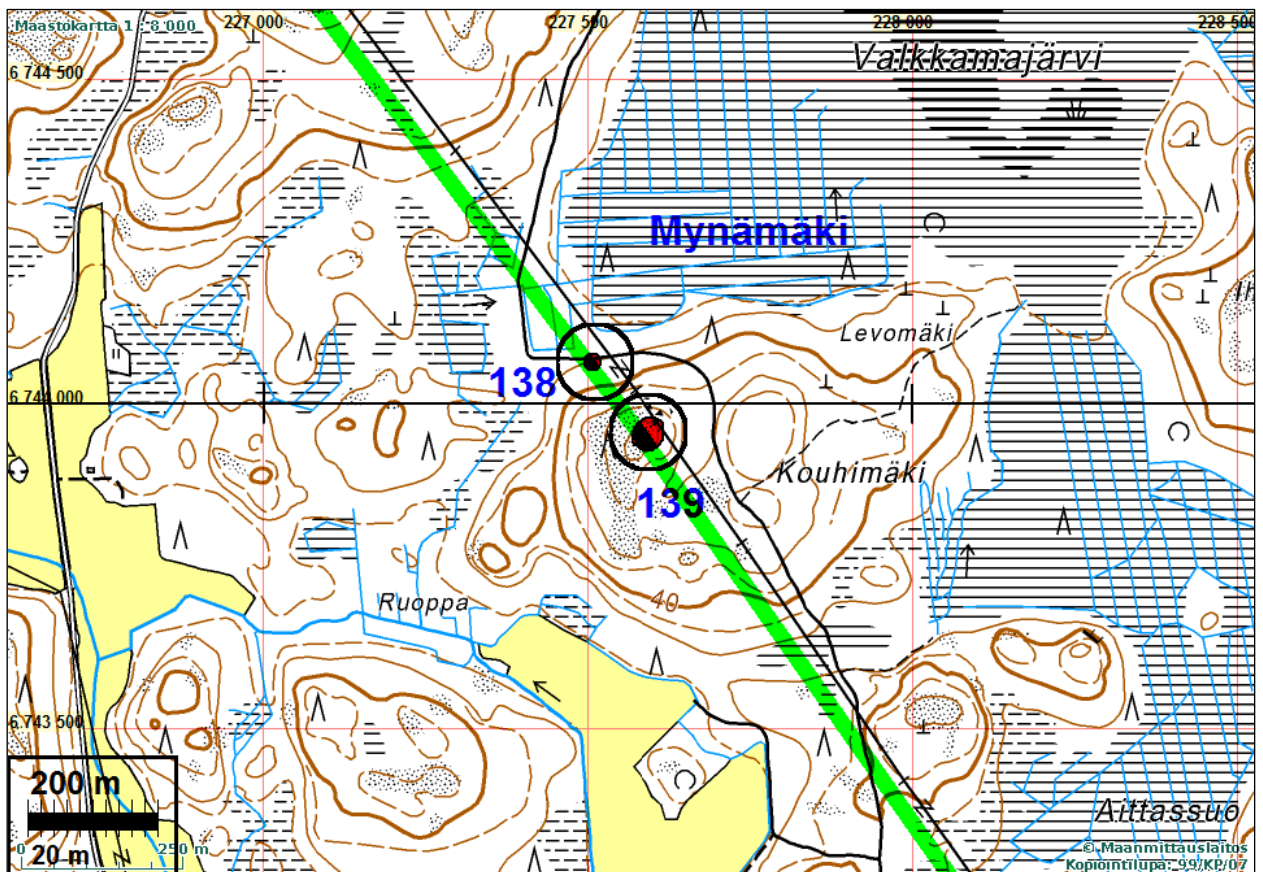 Maastokartta 1 : 8 000
227 000
227 500
228 000
228 500
Valkkamajärvi
6 744 500
Mynämäki
Levomäki
138
6 744 000
Kouhimäki
139
Ruoppa
40
6 743 500
200 m
Aittassuo
20 m
0
250 m
© Maanmittauslaitos
Kopiointilupa: 99/KP/07